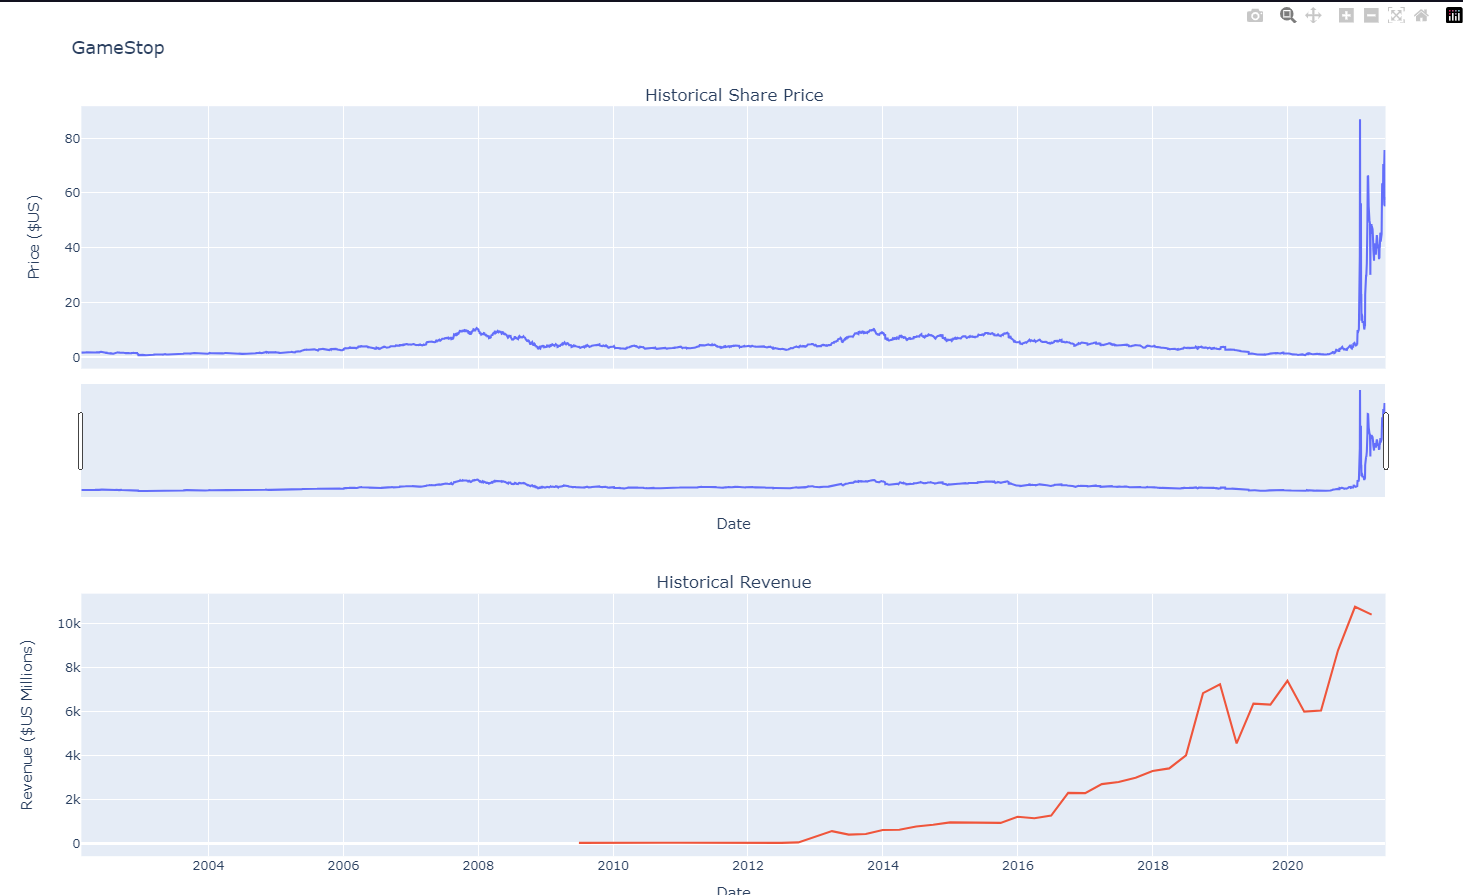 GameStop
Historical Share Price
Price ($US)
80
60
40
20
0
Date
Historical Revenue
Revenue ($US Millions)
10k
8k
6k
4k
2k
0
2004 2006 2008 2010 2012 2014 2016 2018 2020
Date